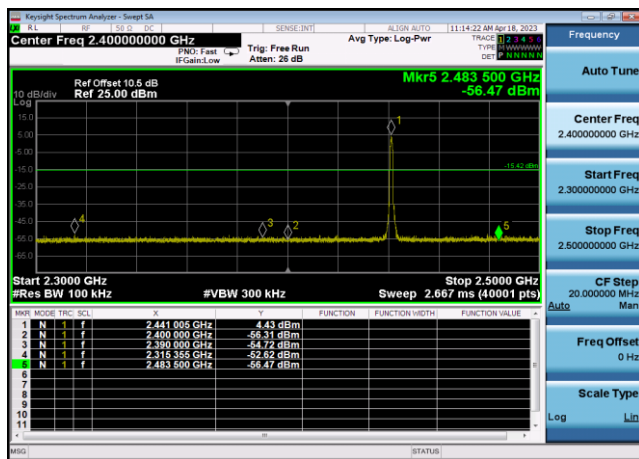 Keysight Spectrum Analyzer - Swept SA
RL RF 50 Ω DC SENSE:INT ALIGN AUTO 11:14:22 AM Apr 18, 2023
Center Freq 2.400000000 GHz
PNO: Fast
IFGain:Low
Trig: Free Run
Atten: 26 dB
Avg Type: Log-Pwr
TRACE 1 2 3 4 5 6
TYPE MWWWWW
DET P NNNNN
Mkr5 2.483 500 GHz
-56.47 dBm
Ref Offset 10.5 dB
Ref 25.00 dBm
10 dB/div
Log
15.0
5.00
-5.00
-15.0
-25.0
-35.0
-45.0
-55.0
-65.0
1
-15.42 dBm
4
3
2
5
Start 2.3000 GHz
Stop 2.5000 GHz
#Res BW 100 kHz
#VBW 300 kHz
Sweep 2.667 ms (40001 pts)
MKR MODE TRC SCL X Y FUNCTION FUNCTION WIDTH FUNCTION VALUE
1 N 1 f 2.441 005 GHz 4.43 dBm
2 N 1 f 2.400 000 GHz -56.31 dBm
3 N 1 f 2.390 000 GHz -54.72 dBm
4 N 1 f 2.315 355 GHz -52.62 dBm
5 N 1 f 2.483 500 GHz -56.47 dBm
6
7
8
9
10
11
MSG
STATUS
Frequency
Auto Tune
Center Freq
2.400000000 GHz
Start Freq
2.300000000 GHz
Stop Freq
2.500000000 GHz
CF Step
20.000000 MHz
Auto Man
Freq Offset
0 Hz
Scale Type
Log Lin